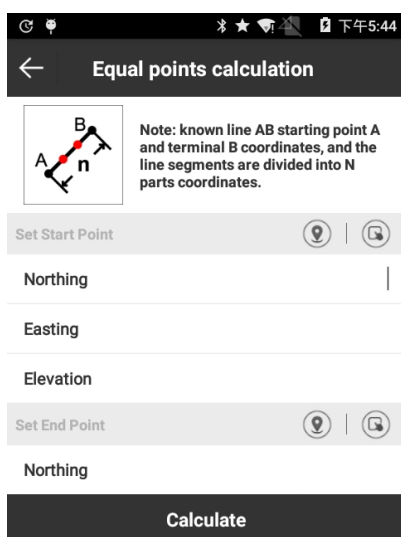 下午5:44
Equal points calculation
B
A
n
Note: known line AB starting point A
and terminal B coordinates, and the
line segments are divided into N
parts coordinates.
Set Start Point
Northing
Easting
Elevation
Set End Point
Northing
Calculate